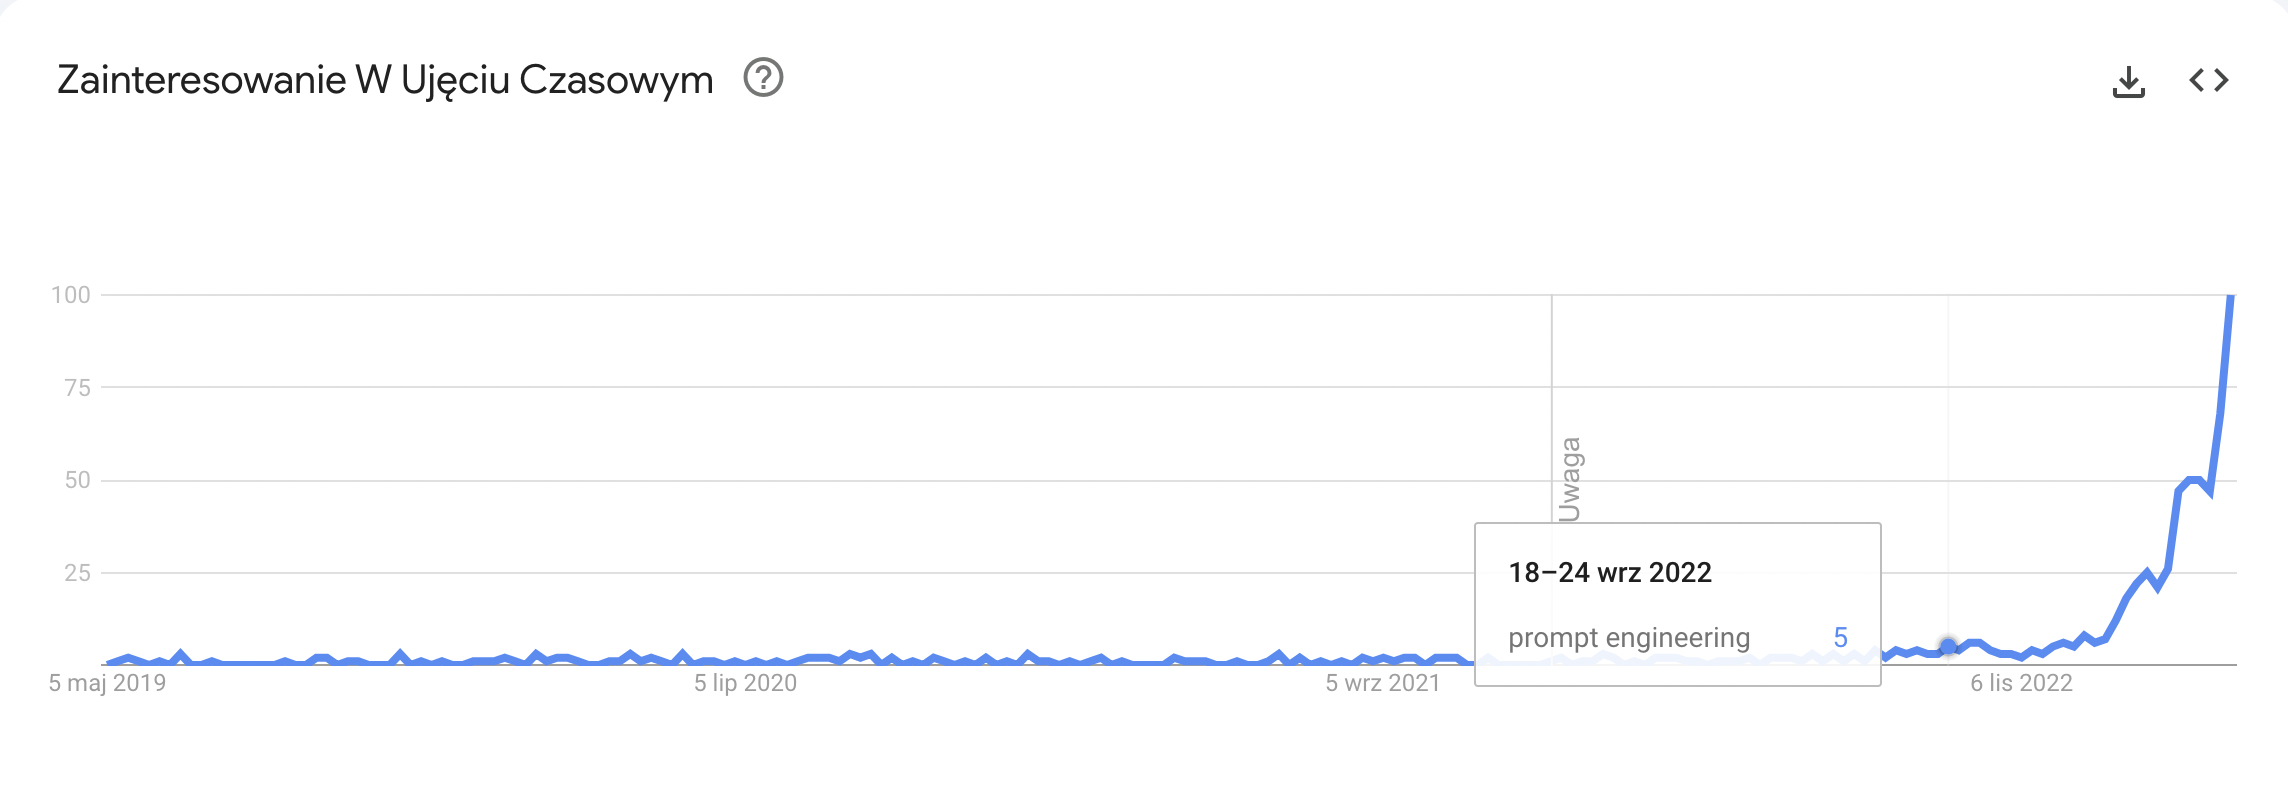 Zainteresowanie W Ujęciu Czasowym
100
75
50
25
Uwaga
18–24 wrz 2022
prompt engineering 5
5 maj 2019 5 lip 2020 5 wrz 2021 6 lis 2022